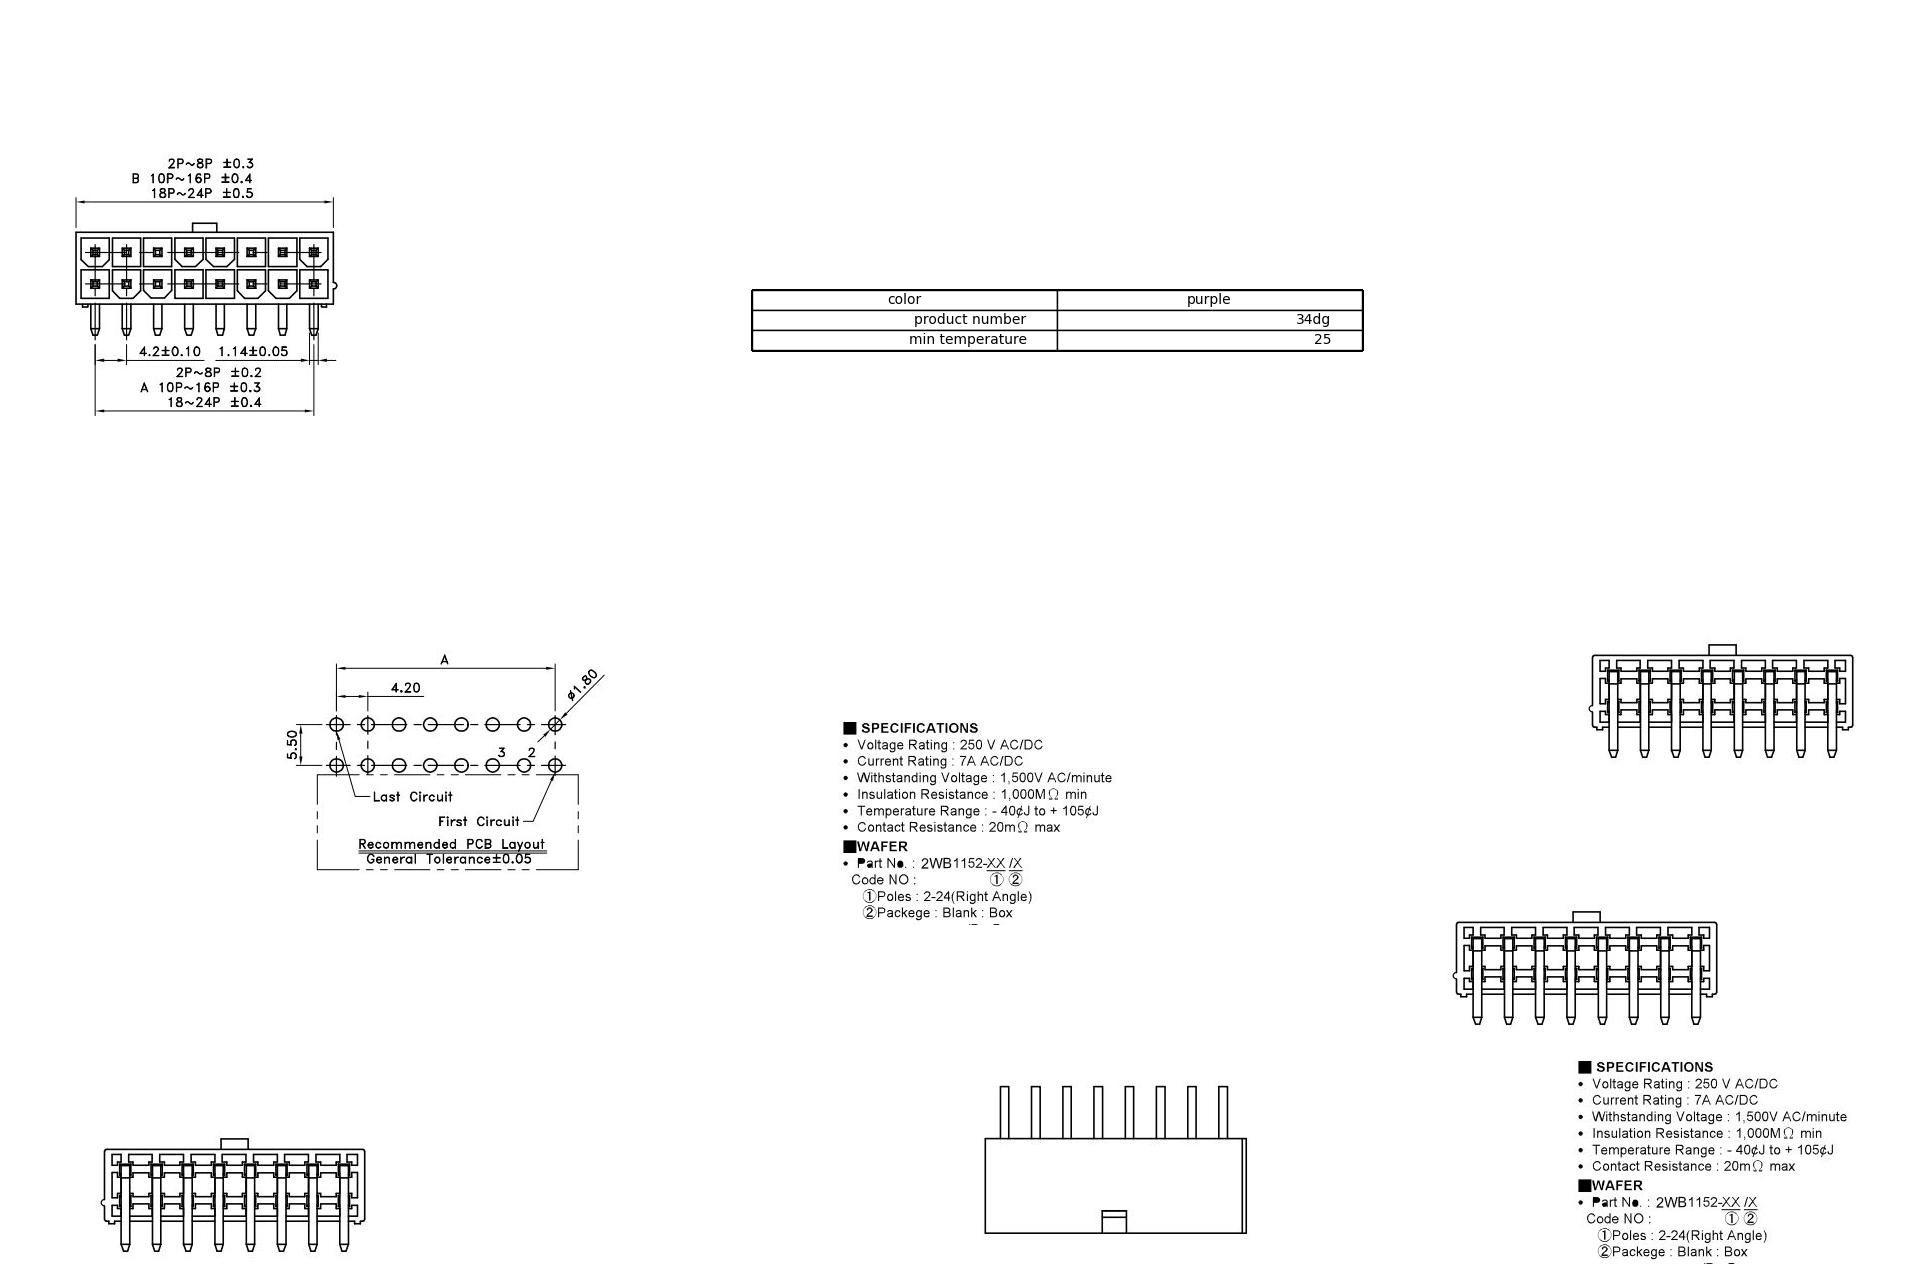 2P~8P ±0.3
B 10P~16P ±0.4
18P~24P ±0.5
4.2±0.10 1.14±0.05
2P~8P ±0.2
A 10P~16P ±0.3
18~24P ±0.4
color purple
product number 34dg
min temperature 25
A
4.20
ø1.80
5.50
3 2
Last Circuit
First Circuit
Recommended PCB Layout
General Tolerance±0.05
■ SPECIFICATIONS
• Voltage Rating : 250 V AC/DC
• Current Rating : 7A AC/DC
• Withstanding Voltage : 1,500V AC/minute
• Insulation Resistance : 1,000MΩ min
• Temperature Range : - 40¢J to + 105¢J
• Contact Resistance : 20mΩ max
■WAFER
• Part No. : 2WB1152-XX /X
Code NO : ① ②
①Poles : 2-24(Right Angle)
②Packege : Blank : Box
■ SPECIFICATIONS
• Voltage Rating : 250 V AC/DC
• Current Rating : 7A AC/DC
• Withstanding Voltage : 1,500V AC/minute
• Insulation Resistance : 1,000MΩ min
• Temperature Range : - 40¢J to + 105¢J
• Contact Resistance : 20mΩ max
■WAFER
• Part No. : 2WB1152-XX /X
Code NO : ① ②
①Poles : 2-24(Right Angle)
②Packege : Blank : Box